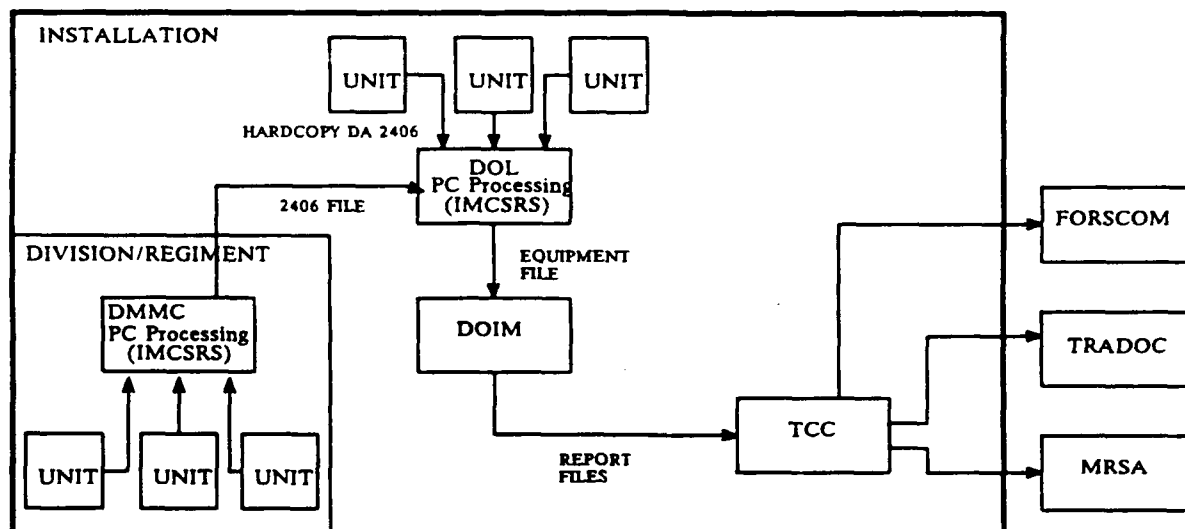 INSTALLATION
UNIT
UNIT
UNIT
HARDCOPY DA 2406
DOL
PC Processing
(IMCSRS)
2406 FILE
FORSCOM
DIVISION/REGIMENT
EQUIPMENT
FILE
DMMC
PC Processing
(IMCSRS)
DOIM
TRADOC
TCC
UNIT
UNIT
UNIT
REPORT
FILES
MRSA